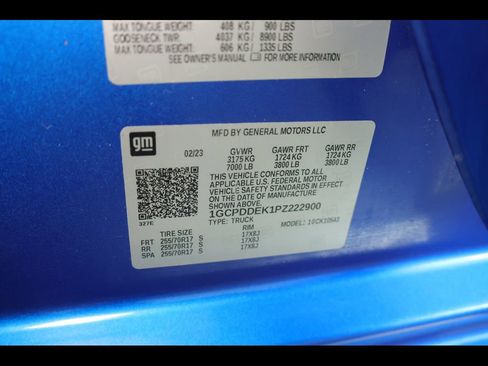 MAX TONGUE WEIGHT: 408 KG/ 900 LBS
GOOSENECK TWR: 4037 KG/ 8900 LBS
MAX TONGUE WEIGHT: 606 KG/ 1335 LBS
SEE OWNER'S MANUAL FOR MORE INFORMATION
gm
MFD BY GENERAL MOTORS LLC
02/23
GVWR GAWR FRT GAWR RR
3175 KG 1724 KG 1724 KG
7000 LB 3800 LB 3800 LB
THIS VEHICLE CONFORMS TO ALL
APPLICABLE U.S. FEDERAL MOTOR
VEHICLE SAFETY STANDARDS IN
EFFECT ON THE DATE OF MANUFACTURE
SHOWN ABOVE.
1GCPDDEK1PZ222900
TYPE: TRUCK MODEL:
327E
TIRE SIZE RIM
FRT 255/70R17 S 17X8J
RR 255/70R17 S 17X8J
SPA 255/70R17 S 17X8J